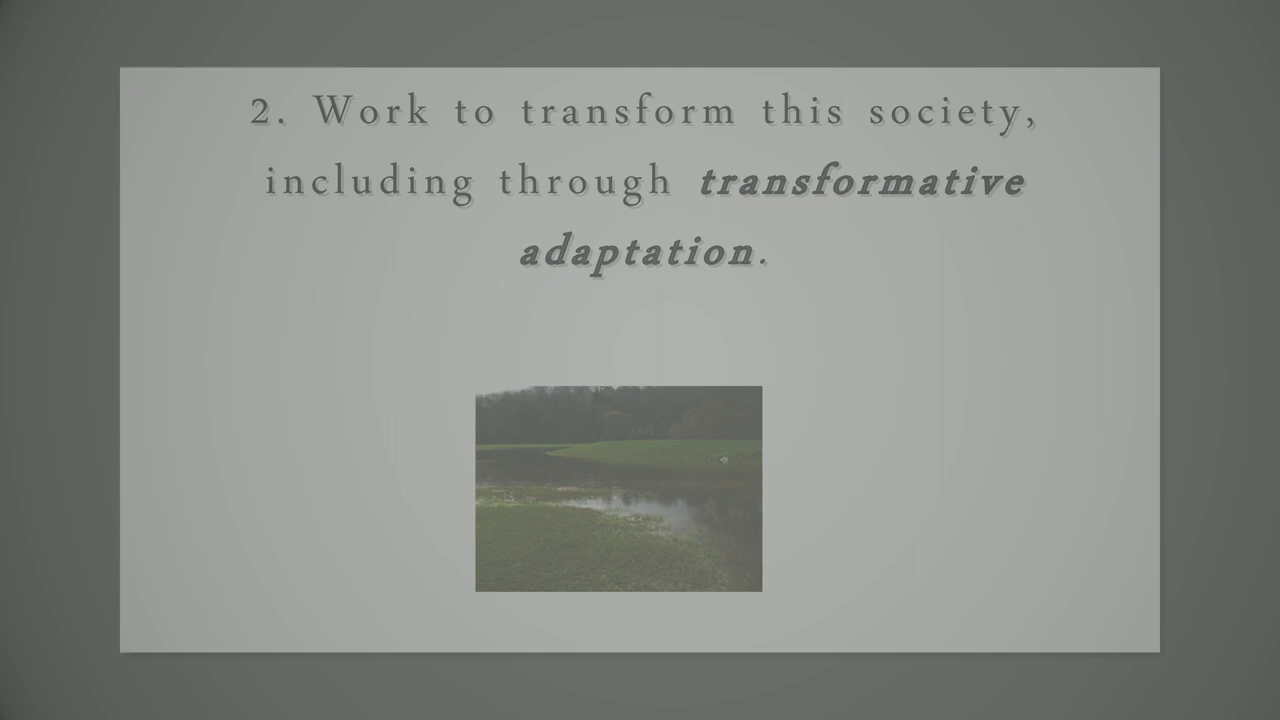 2. Work to transform this society,
including through transformative
adaptation.